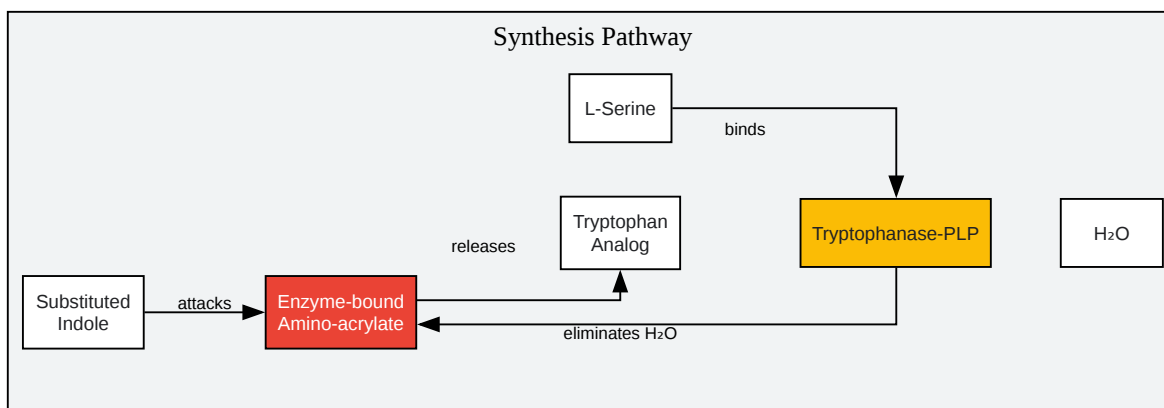 Synthesis Pathway
L-Serine
binds
Tryptophan
Analog
Tryptophanase-PLP
H₂O
releases
Substituted
Indole
attacks
Enzyme-bound
Amino-acrylate
eliminates H₂O